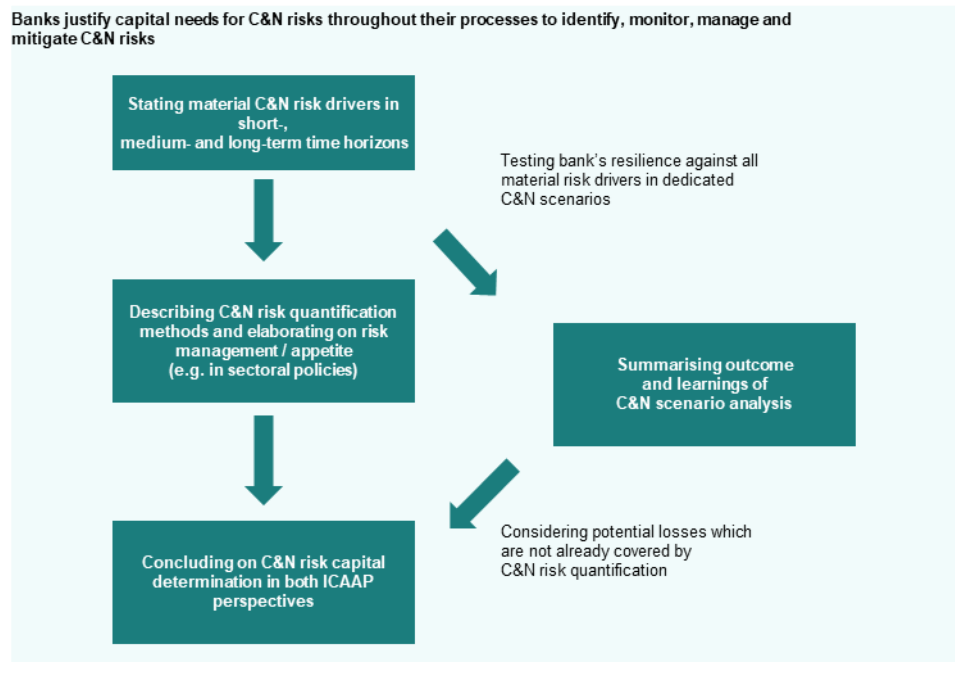 Banks justify capital needs for C&N risks throughout their processes to identify, monitor, manage and
mitigate C&N risks
Stating material C&N risk drivers in
short-,
medium- and long-term time horizons
Testing bank's resilience against all
material risk drivers in dedicated
C&N scenarios
Describing C&N risk quantification
methods and elaborating on risk
management / appetite
(e.g. in sectoral policies)
Summarising outcome
and learnings of
C&N scenario analysis
Considering potential losses which
are not already covered by
C&N risk quantification
Concluding on C&N risk capital
determination in both ICAAP
perspectives